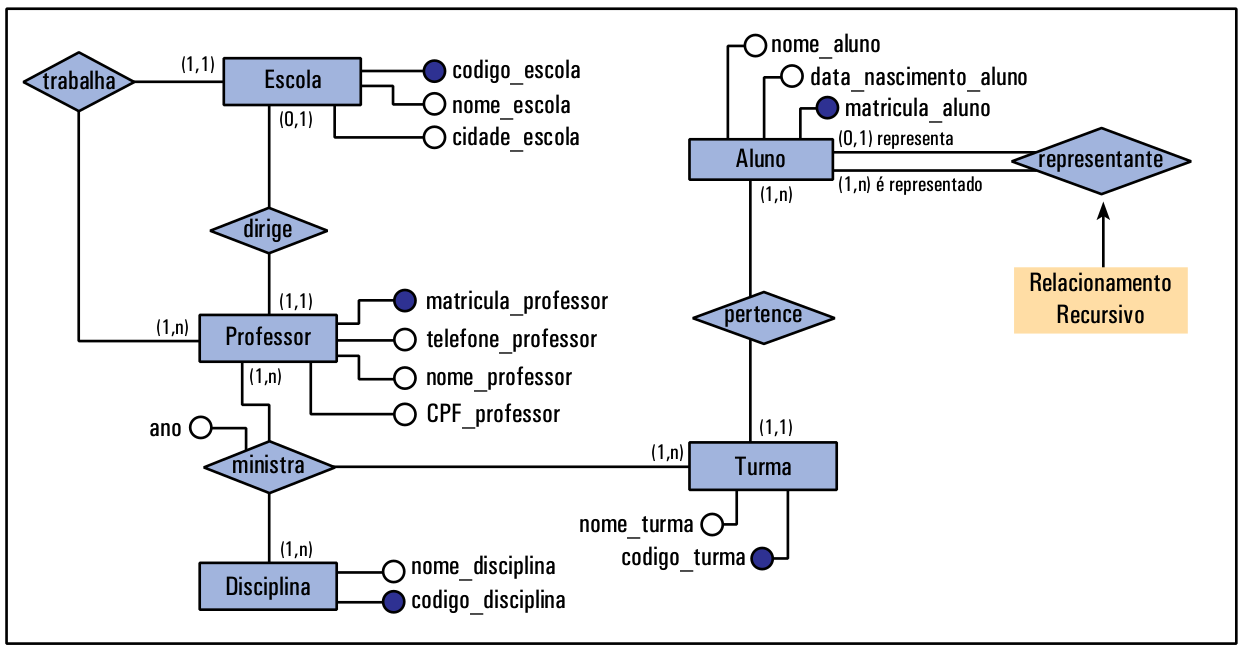 trabalha
(1,1)
Escola
codigo_escola
nome_escola
cidade_escola
(0,1)
dirige
(1,1)
(1,n)
Professor
matricula_professor
telefone_professor
nome_professor
CPF_professor
(1,n)
ano
ministra
(1,n)
(1,n)
Disciplina
nome_disciplina
codigo_disciplina
nome_aluno
data_nascimento_aluno
matricula_aluno
Aluno
(0,1) representa
(1,n) é representado
representante
(1,n)
Relacionamento
Recursivo
pertence
(1,1)
Turma
nome_turma
codigo_turma